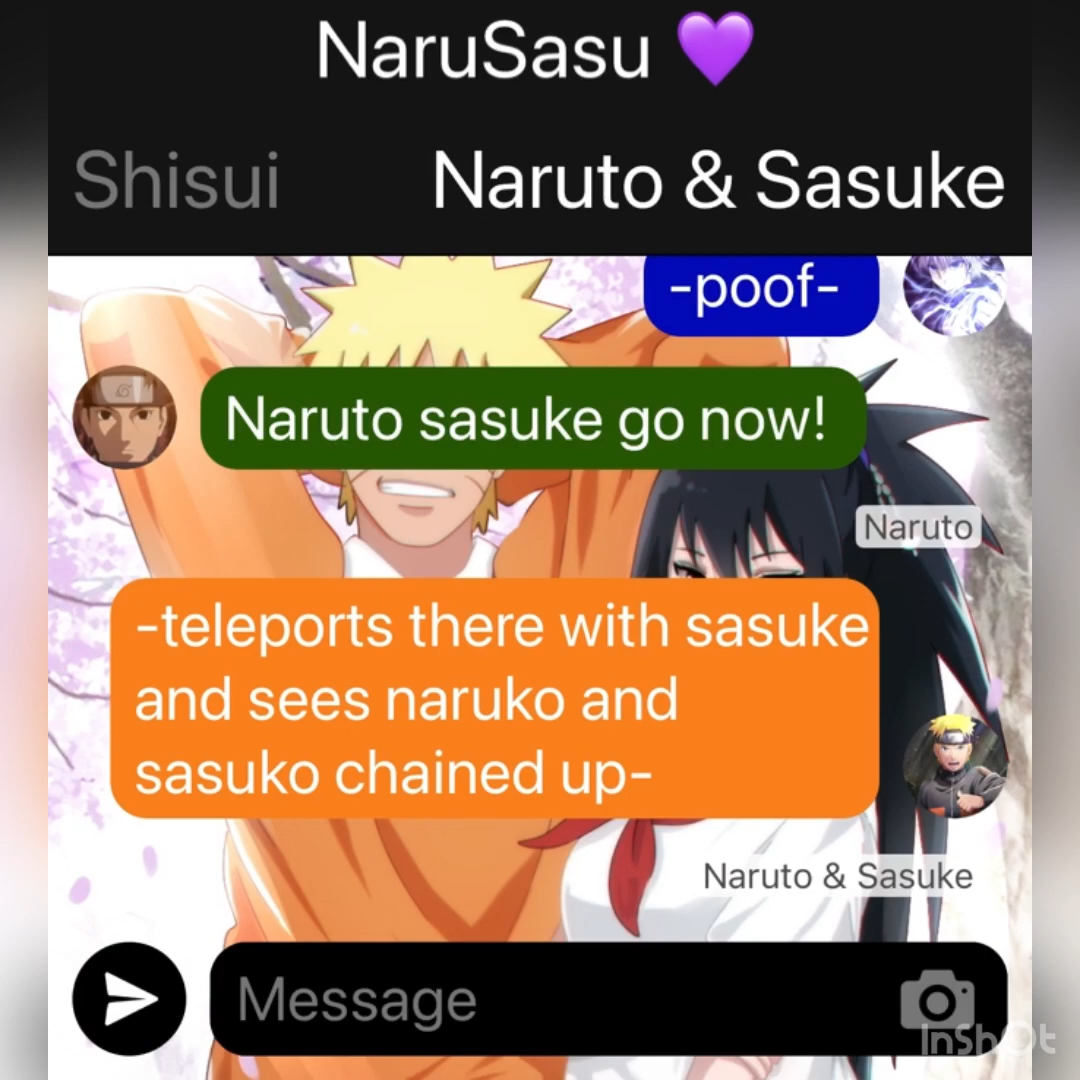 NaruSasu 💜
Shisui
Naruto & Sasuke
-poof-
Naruto sasuke go now!
Naruto
-teleports there with sasuke
and sees naruko and
sasuko chained up-
Naruto & Sasuke
Message
InShOt